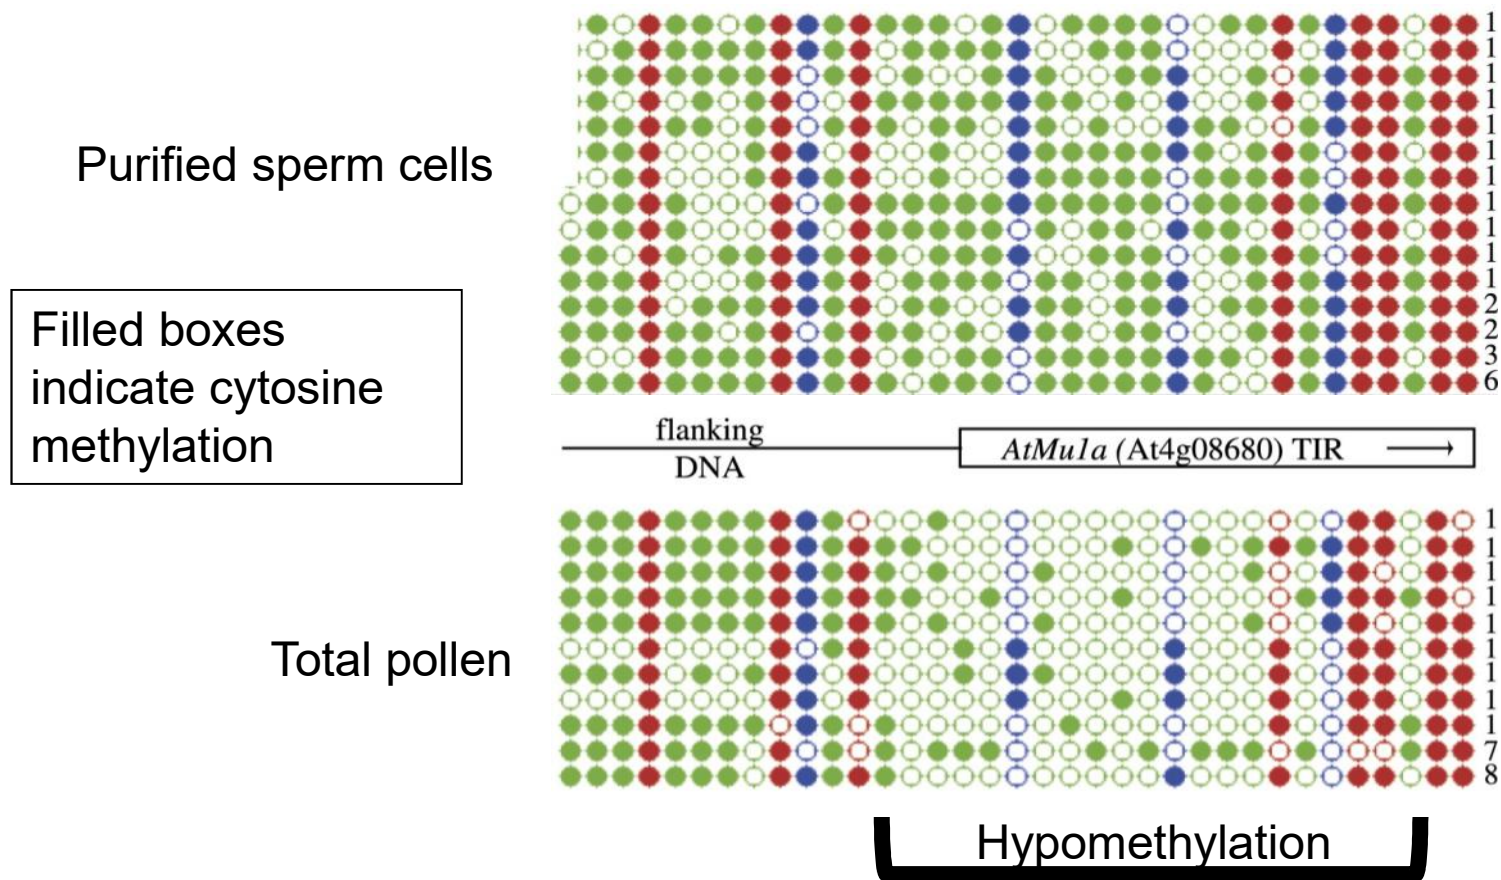 1
1
1
1
1
1
1
1
1
1
1
2
2
3
6
Purified sperm cells
Filled boxes
indicate cytosine
methylation
flanking
DNA
AtMu1a (At4g08680) TIR
1
1
1
1
1
1
1
1
1
7
8
Total pollen
Hypomethylation